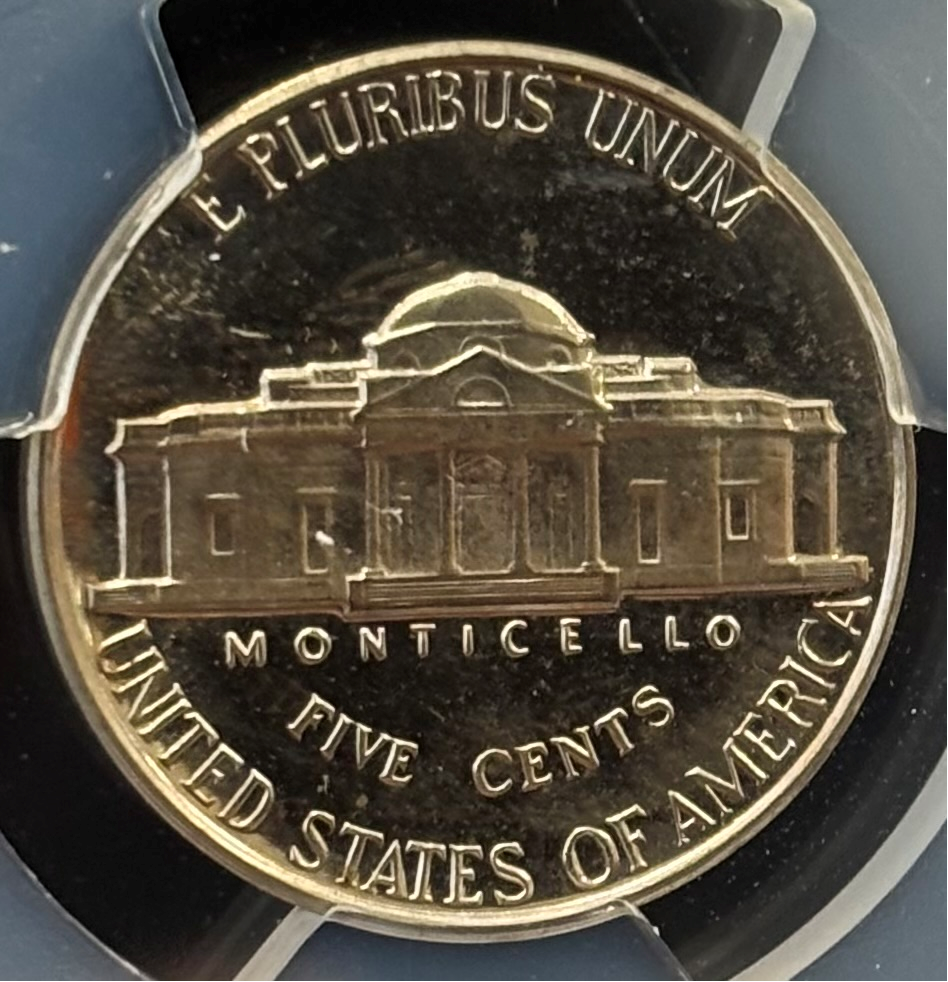 E PLURIBUS UNUM
MONTICELLO
FIVE CENTS
UNITED STATES OF AMERICA